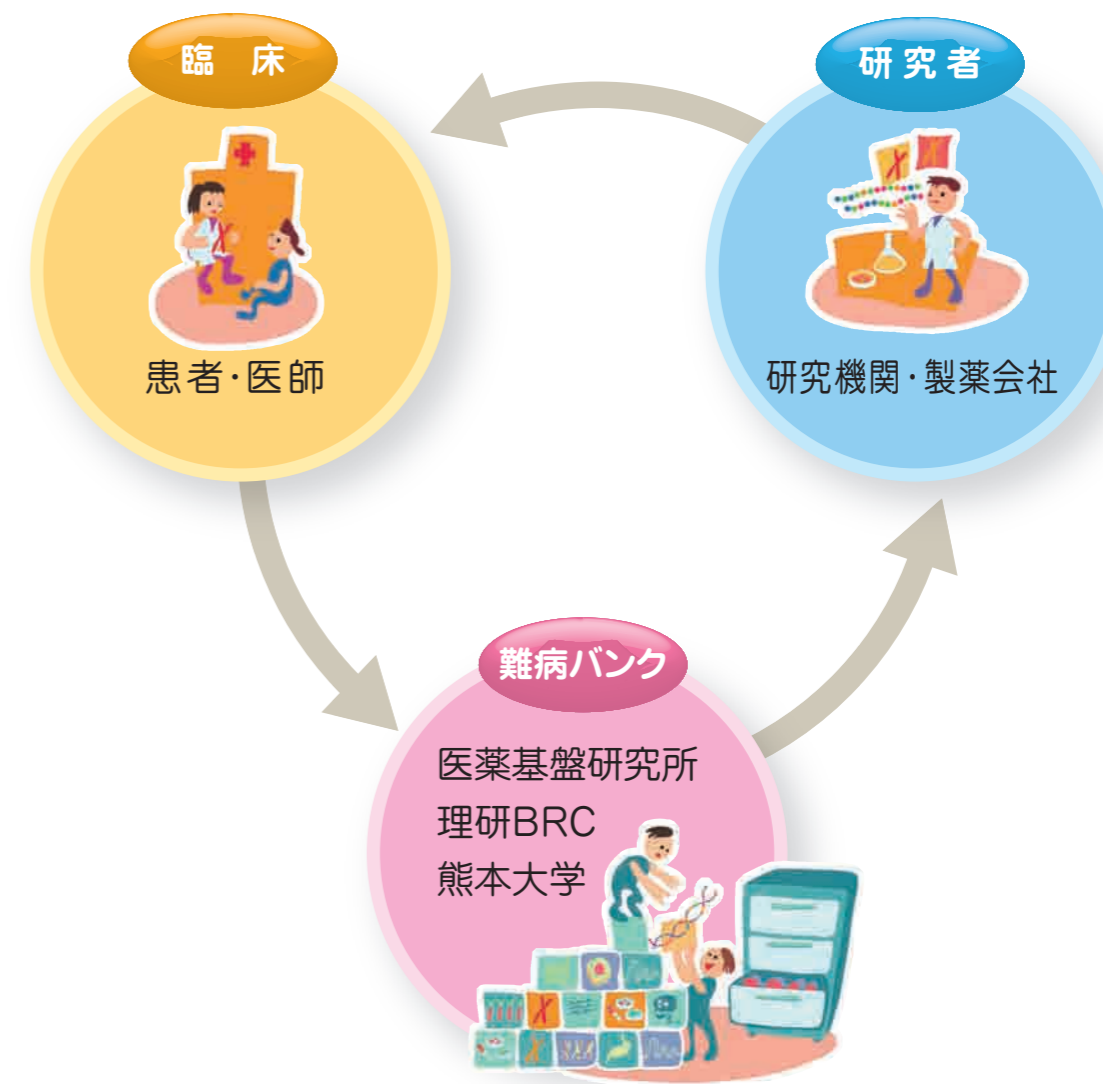 臨 床
患者・医師
研究者
研究機関・製薬会社
難病バンク
医薬基盤研究所
理研BRC
熊本大学